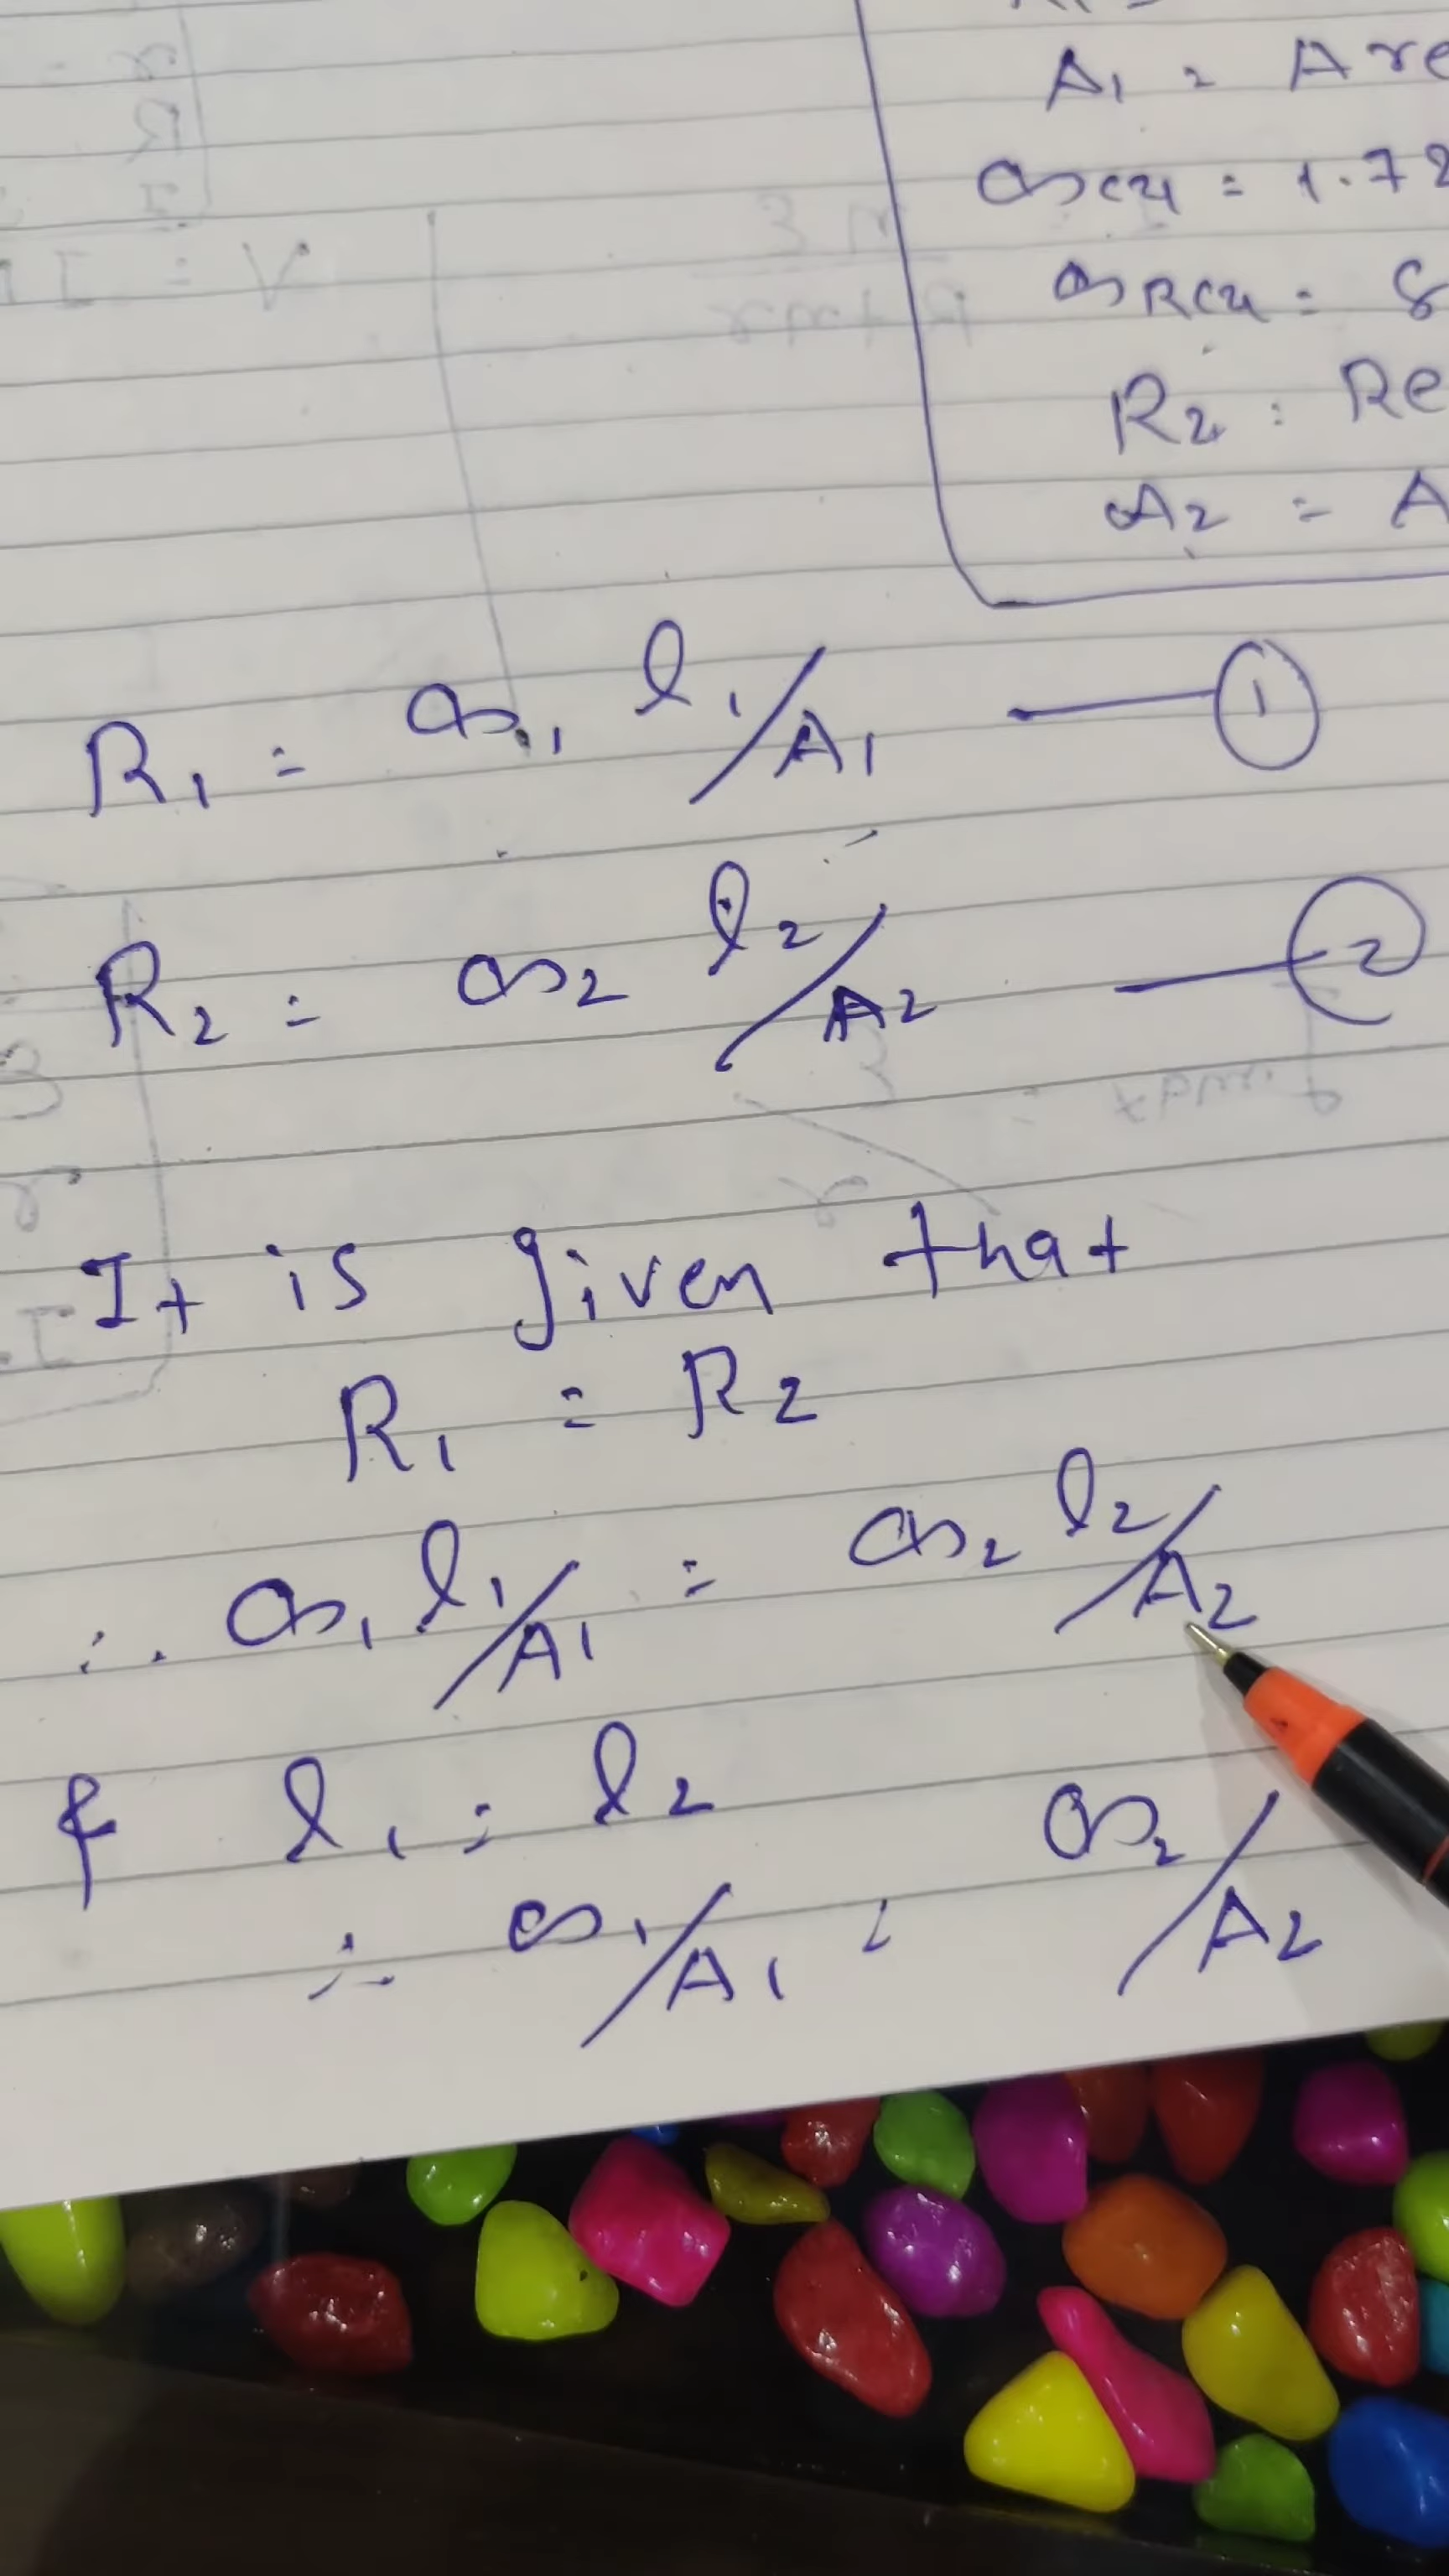 A₁ = Are
ρcu = 1.72
ρRcu = 8
R₂ : Re
A₂ = A
R₁ = ρ₁ l₁/A₁ — ①
R₂ = ρ₂ l₂/A₂ — ②
It is given that
R₁ = R₂
∴ ρ₁ l₁/A₁ = ρ₂ l₂/A₂
& l₁ = l₂
∴ ρ₁/A₁ = ρ₂/A₂